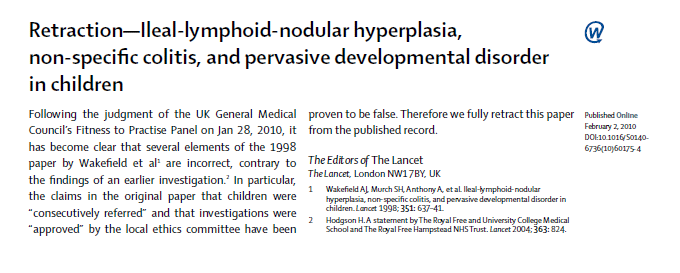 Retraction—Ileal-lymphoid-nodular hyperplasia,
non-specific colitis, and pervasive developmental disorder
in children
Following the judgment of the UK General Medical
Council's Fitness to Practise Panel on Jan 28, 2010, it
has become clear that several elements of the 1998
paper by Wakefield et al¹ are incorrect, contrary to
the findings of an earlier investigation.² In particular,
the claims in the original paper that children were
"consecutively referred" and that investigations were
"approved" by the local ethics committee have been
proven to be false. Therefore we fully retract this paper
from the published record.
The Editors of The Lancet
The Lancet, London NW1 7BY, UK
1 Wakefield AJ, Murch SH, Anthony A, et al. Ileal-lymphoid-nodular
hyperplasia, non-specific colitis, and pervasive developmental disorder in
children. Lancet 1998; 351: 637–41.
2 Hodgson H. A statement by The Royal Free and University College Medical
School and The Royal Free Hampstead NHS Trust. Lancet 2004; 363: 824.
W
Published Online
February 2, 2010
DOI:10.1016/S0140-
6736(10)60175-4